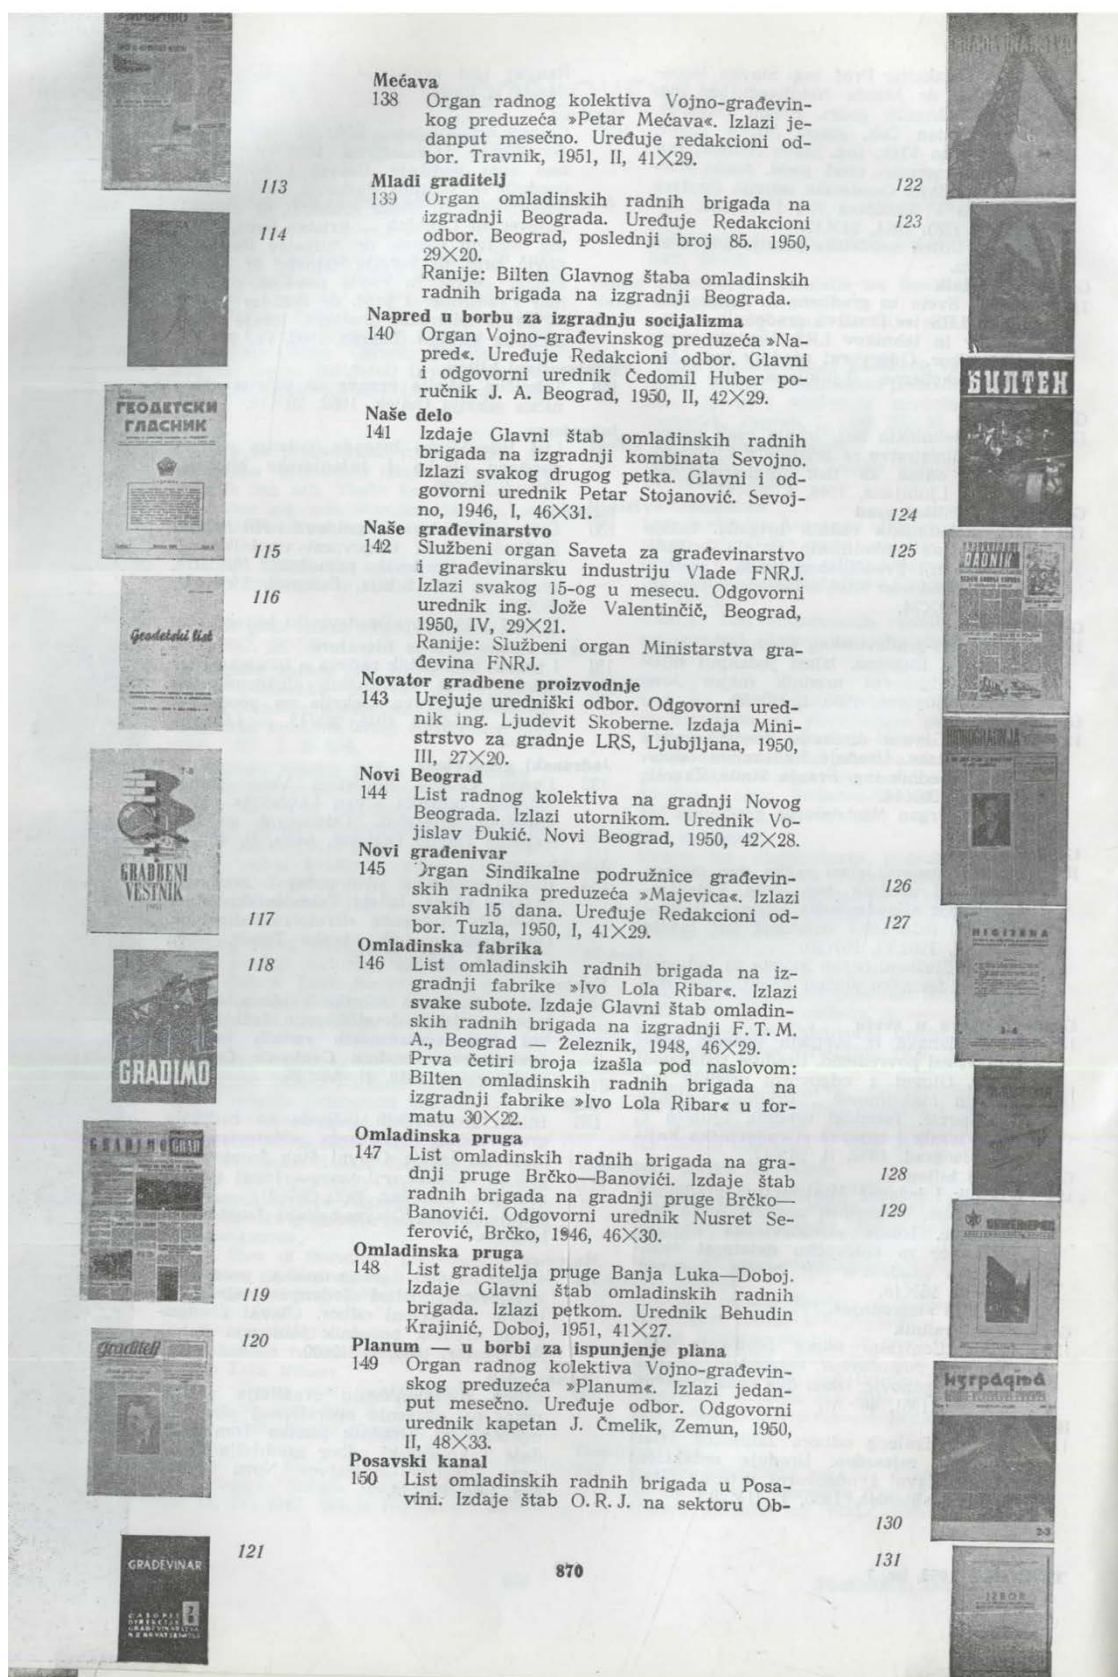 Mećava
138 Organ radnog kolektiva Vojno-građevin-
kog preduzeća »Petar Mećava«. Izlazi je-
danput mesečno. Uređuje redakcioni od-
bor. Travnik, 1951, II, 41×29.
Mladi graditelj
139 Organ omladinskih radnih brigada na
izgradnji Beograda. Uređuje Redakcioni
odbor. Beograd, poslednji broj 85. 1950,
29×20.
Ranije: Bilten Glavnog štaba omladinskih
radnih brigada na izgradnji Beograda.
Napred u borbu za izgradnju socijalizma
140 Organ Vojno-građevinskog preduzeća »Na-
pred«. Uređuje Redakcioni odbor. Glavni
i odgovorni urednik Čedomil Huber po-
ručnik J. A. Beograd, 1950, II, 42×29.
Naše delo
141 Izdaje Glavni štab omladinskih radnih
brigada na izgradnji kombinata Sevojno.
Izlazi svakog drugog petka. Glavni i od-
govorni urednik Petar Stojanović. Sevoj-
no, 1946, I, 46×31.
Naše građevinarstvo
142 Službeni organ Saveta za građevinarstvo
i građevinarsku industriju Vlade FNRJ.
Izlazi svakog 15-og u mesecu. Odgovorni
urednik ing. Jože Valentinčič, Beograd,
1950, IV, 29×21.
Ranije: Službeni organ Ministarstva gra-
đevina FNRJ.
Novator gradbene proizvodnje
143 Urejuje uredniški odbor. Odgovorni ured-
nik ing. Ljudevit Skoberne. Izdaja Mini-
strstvo za gradnje LRS, Ljubjljana, 1950,
III, 27×20.
Novi Beograd
144 List radnog kolektiva na gradnji Novog
Beograda. Izlazi utornikom. Urednik Vo-
jislav Đukić. Novi Beograd, 1950, 42×28.
Novi građenivar
145 Organ Sindikalne podružnice građevin-
skih radnika preduzeća »Majevica«. Izlazi
svakih 15 dana. Uređuje Redakcioni od-
bor. Tuzla, 1950, I, 41×29.
Omladinska fabrika
146 List omladinskih radnih brigada na iz-
gradnji fabrike »Ivo Lola Ribar«. Izlazi
svake subote. Izdaje Glavni štab omladin-
skih radnih brigada na izgradnji F. T. M.
A., Beograd — Železnik, 1948, 46×29.
Prva četiri broja izašla pod naslovom:
Bilten omladinskih radnih brigada na
izgradnji fabrike »Ivo Lola Ribar« u for-
matu 30×22.
Omladinska pruga
147 List omladinskih radnih brigada na gra-
dnji pruge Brčko—Banovići. Izdaje štab
radnih brigada na gradnji pruge Brčko—
Banovići. Odgovorni urednik Nusret Se-
ferović, Brčko, 1946, 46×30.
Omladinska pruga
148 List graditelja pruge Banja Luka—Doboj.
Izdaje Glavni štab omladinskih radnih
brigada. Izlazi petkom. Urednik Behudin
Krajinić, Doboj, 1951, 41×27.
Planum — u borbi za ispunjenje plana
149 Organ radnog kolektiva Vojno-građevin-
skog preduzeća »Planum«. Izlazi jedan-
put mesečno. Uređuje odbor. Odgovorni
urednik kapetan J. Čmelik, Zemun, 1950,
II, 48×33.
Posavski kanal
150 List omladinskih radnih brigada u Posa-
vini. Izdaje štab O. R. J. na sektoru Ob-
870
113
114
ГЕОДЕТСКИ
ГЛАСНИК
115
116
Geodetski list
7-8
GRADBENI
VESTNIK
1951
117
118
GRADIMO
GRADIMO GRAD
119
120
Graditelj
121
GRAĐEVINAR
ČASOPIS
DIREKCIJE
GRAĐEVINARSTVA
N R HRVATSKE
122
123
БИЛТЕН
124
125
РАДНИК
HIDROGRADNJA
126
127
HIGIJENA
3-4
128
129
Изградња
2-3
130
131
IZBOR